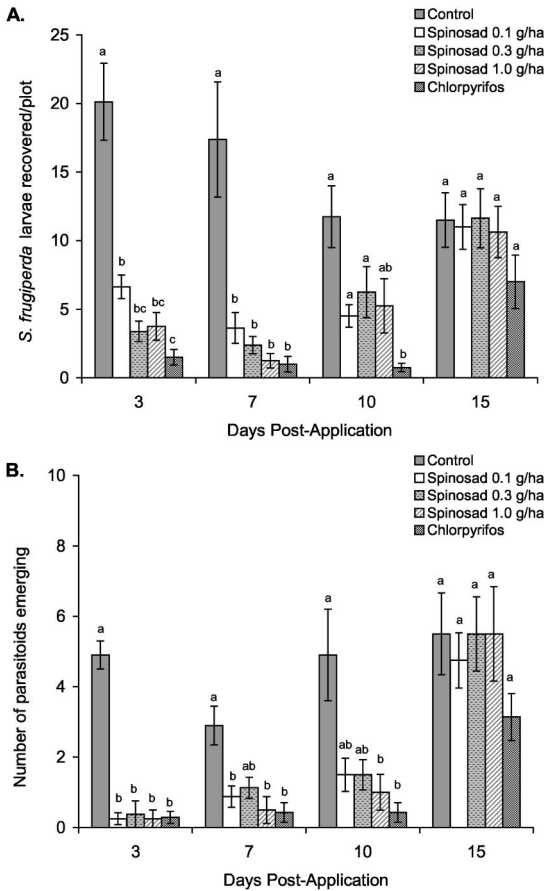 A.
Control
Spinosad 0.1 g/ha
Spinosad 0.3 g/ha
Spinosad 1.0 g/ha
Chlorpyrifos
S. frugiperda larvae recovered/plot
25
20
15
10
5
0
a
b
bc
bc
c
a
b
b
b
b
a
a
a
ab
b
a
a
a
a
a
3
7
10
15
Days Post-Application
B.
Control
Spinosad 0.1 g/ha
Spinosad 0.3 g/ha
Spinosad 1.0 g/ha
Chlorpyrifos
Number of parasitoids emerging
10
8
6
4
2
0
a
b
b
b
b
a
b
ab
b
b
a
ab
ab
b
b
a
a
a
a
a
3
7
10
15
Days Post-Application